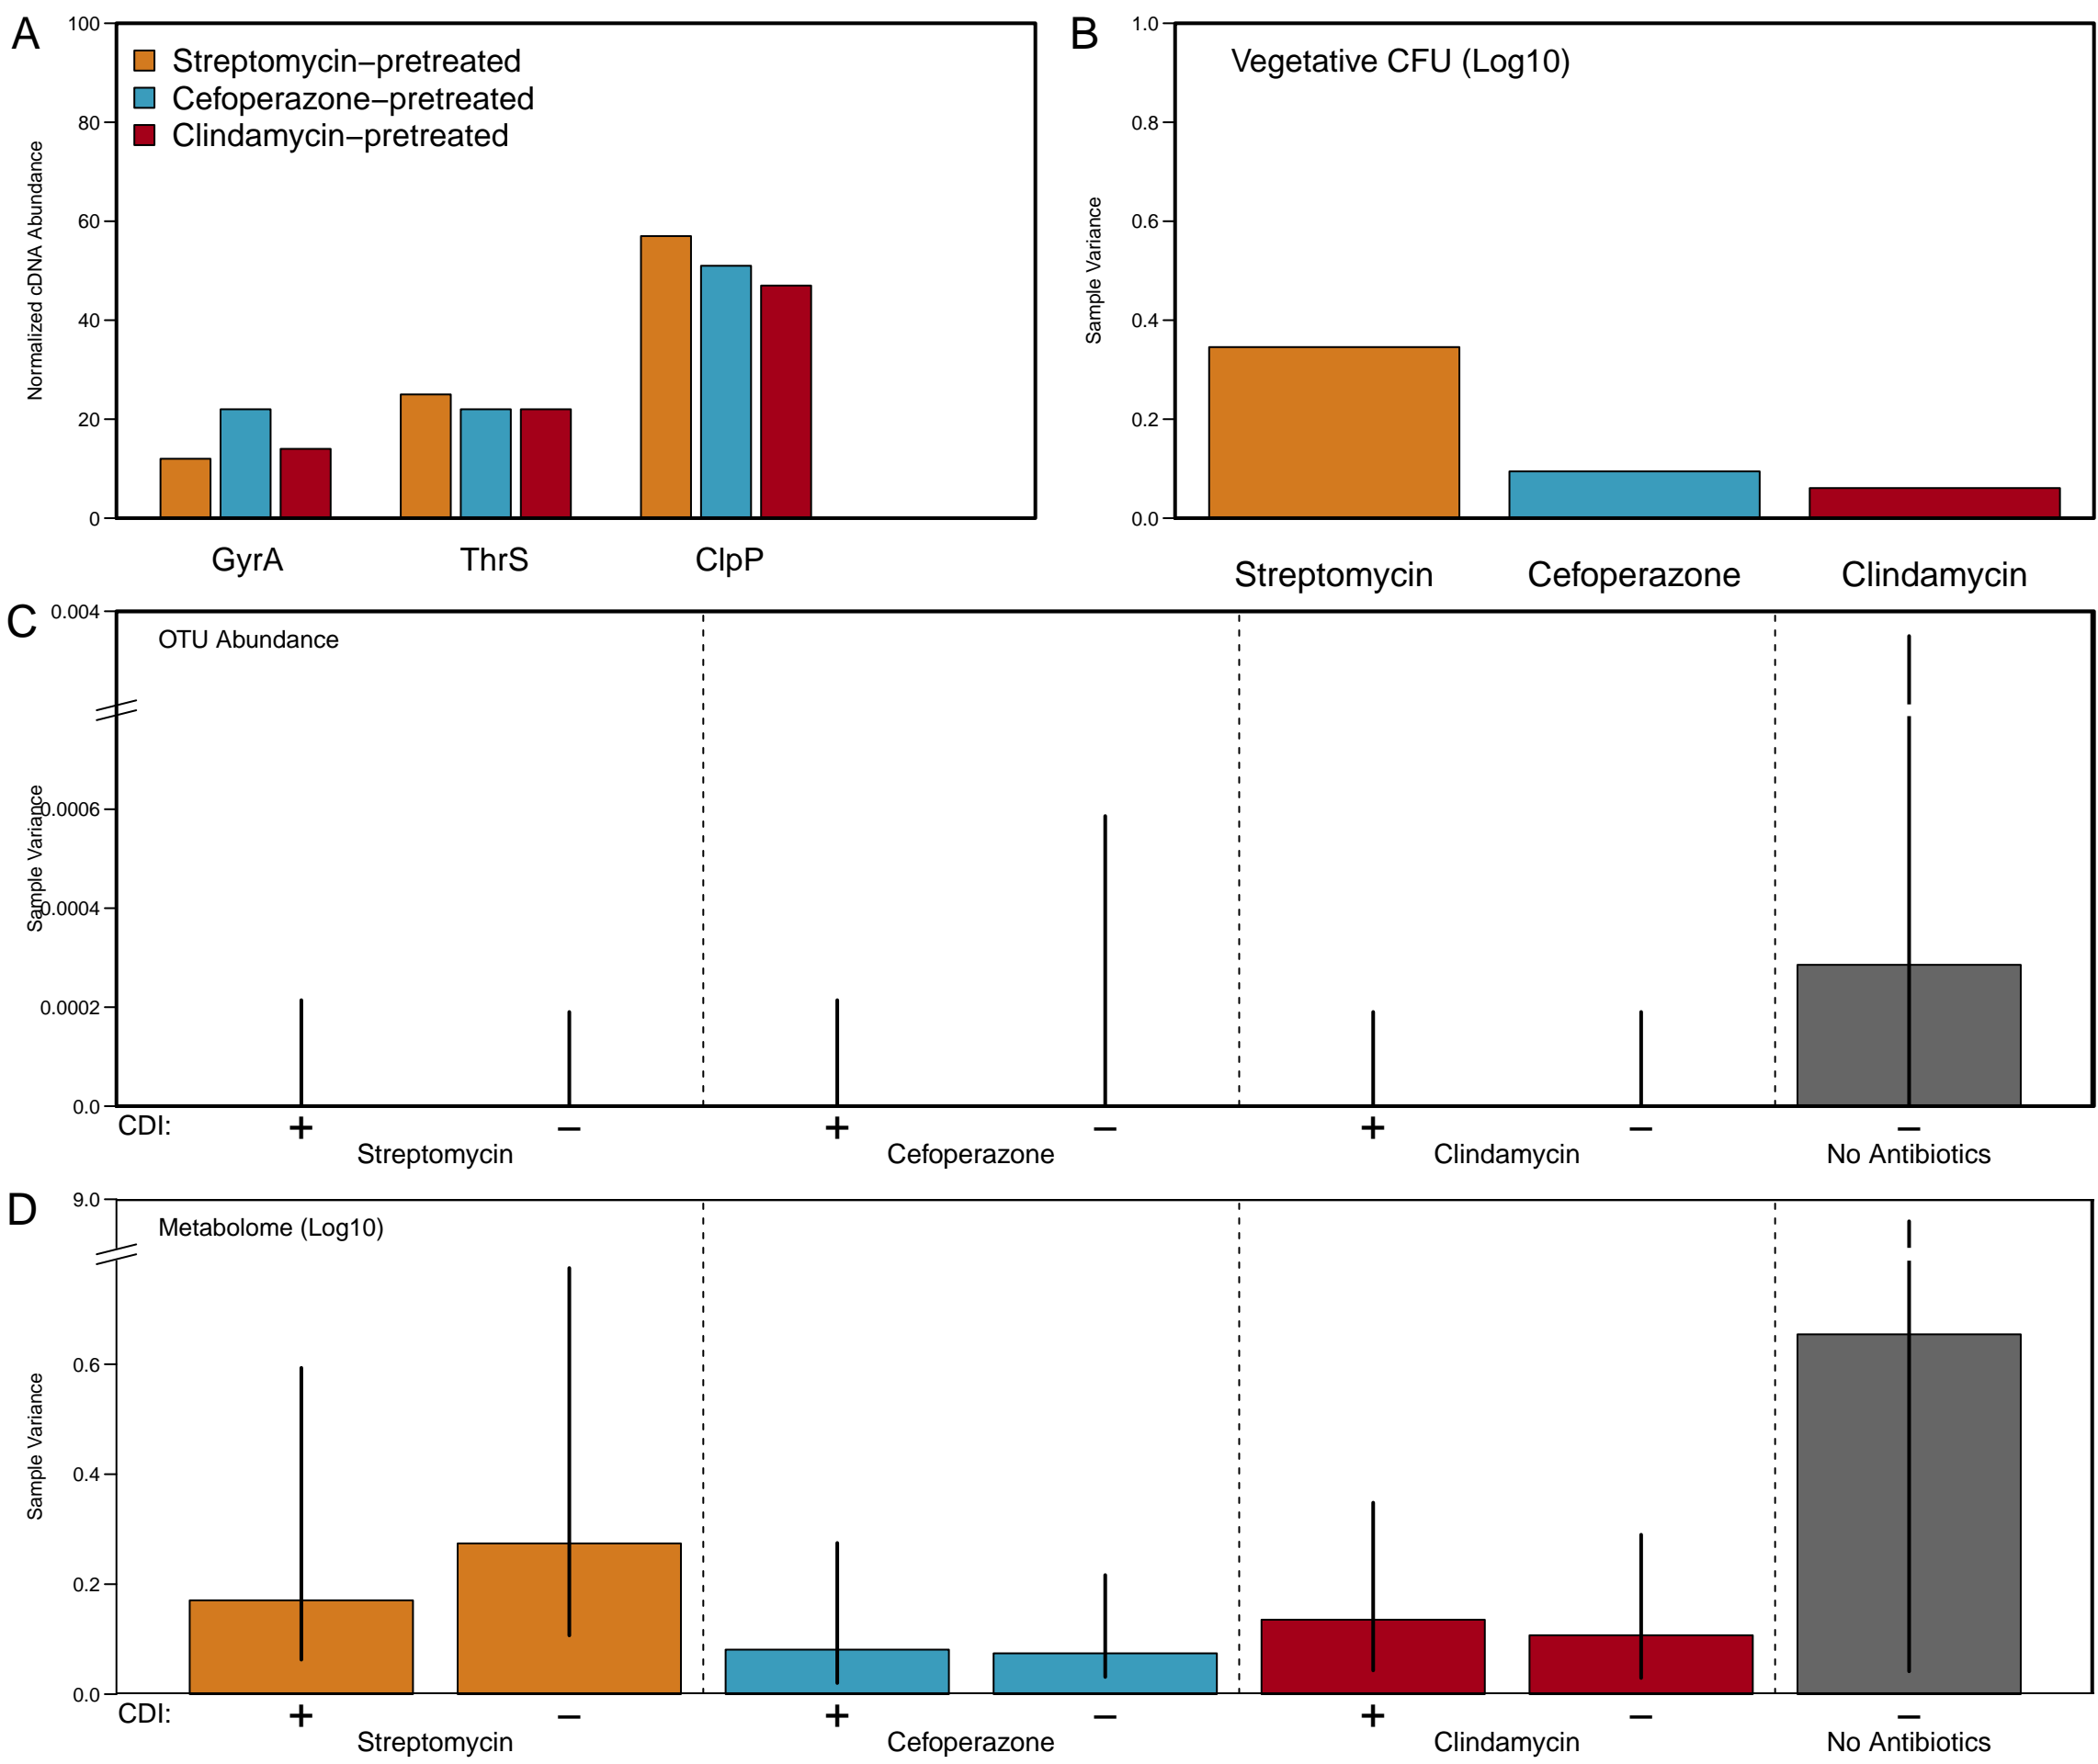 A
100
80
60
40
20
0
Normalized cDNA Abundance
Streptomycin−pretreated
Cefoperazone−pretreated
Clindamycin−pretreated
GyrA ThrS ClpP
B
1.0
0.8
0.6
0.4
0.2
0.0
Sample Variance
Vegetative CFU (Log10)
Streptomycin Cefoperazone Clindamycin
C
0.004
0.0006
0.0004
0.0002
0.0
Sample Variance
OTU Abundance
CDI: + − + − + − −
Streptomycin Cefoperazone Clindamycin No Antibiotics
D
9.0
0.6
0.4
0.2
0.0
Sample Variance
Metabolome (Log10)
CDI: + − + − + − −
Streptomycin Cefoperazone Clindamycin No Antibiotics